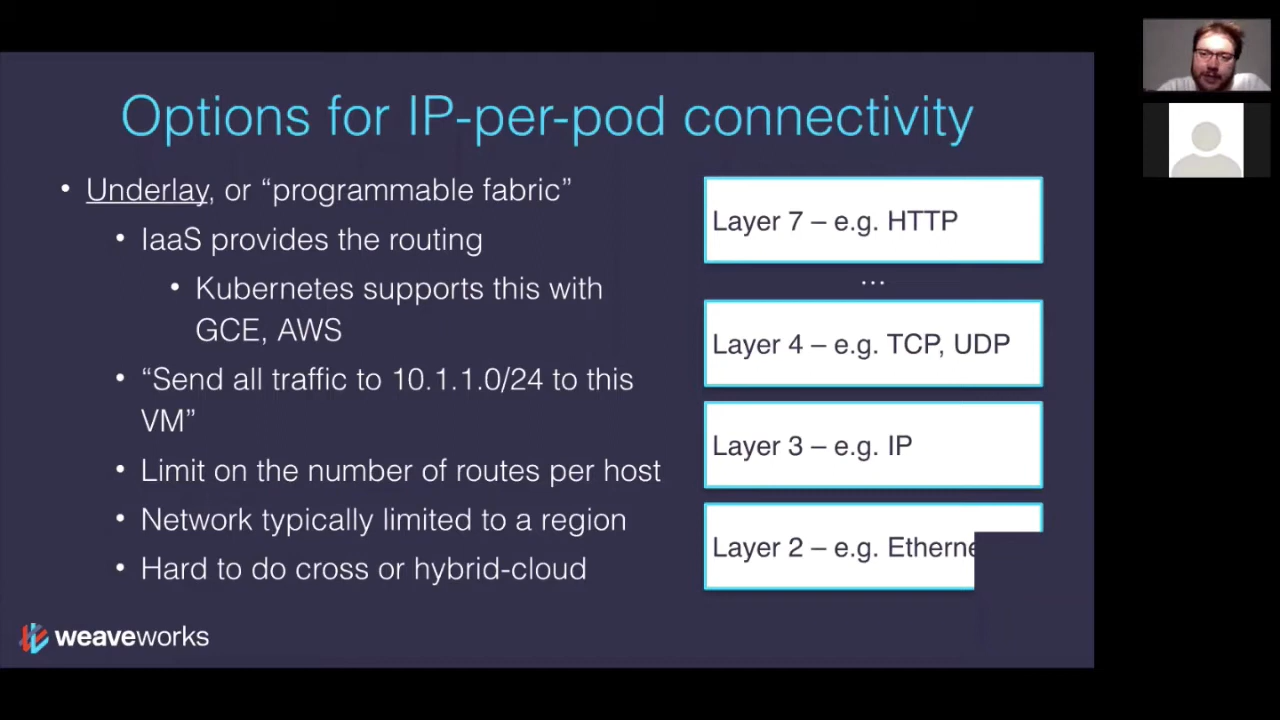 Options for IP-per-pod connectivity
• Underlay, or “programmable fabric”
• IaaS provides the routing
• Kubernetes supports this with
GCE, AWS
• “Send all traffic to 10.1.1.0/24 to this
VM”
• Limit on the number of routes per host
• Network typically limited to a region
• Hard to do cross or hybrid-cloud
Layer 7 – e.g. HTTP
...
Layer 4 – e.g. TCP, UDP
Layer 3 – e.g. IP
Layer 2 – e.g. Etherne
weaveworks